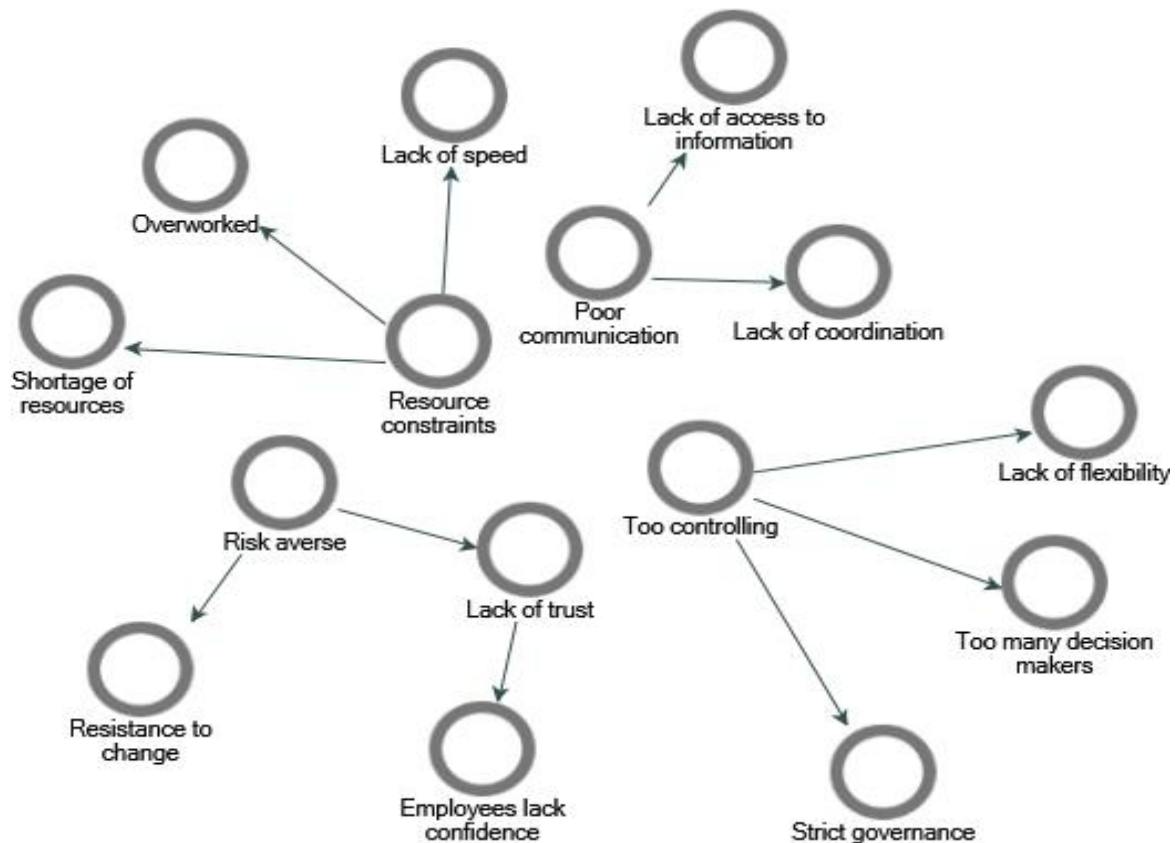 Lack of access to
information
Lack of speed
Overworked
Poor
communication
Lack of coordination
Shortage of
resources
Resource
constraints
Lack of flexibility
Too controlling
Risk averse
Lack of trust
Too many decision
makers
Resistance to
change
Employees lack
confidence
Strict governance